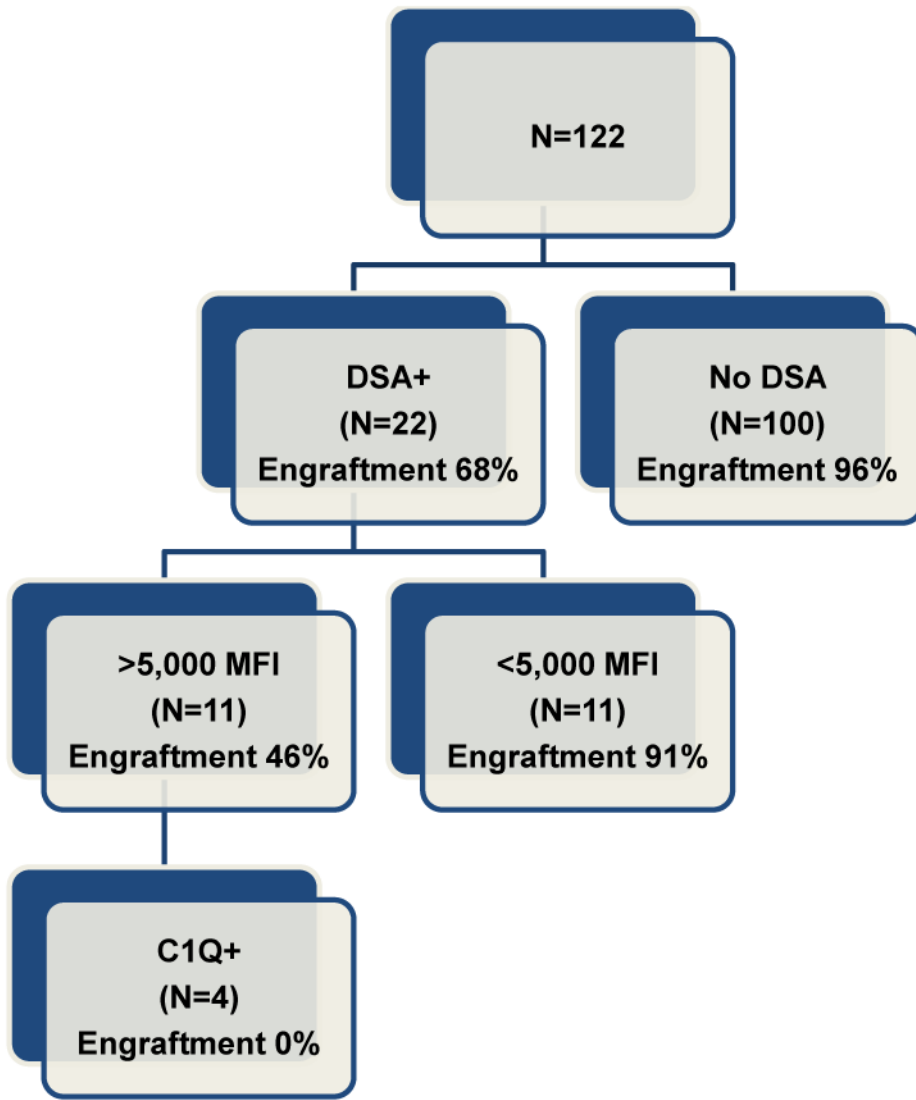 N=122
DSA+
(N=22)
Engraftment 68%
No DSA
(N=100)
Engraftment 96%
>5,000 MFI
(N=11)
Engraftment 46%
<5,000 MFI
(N=11)
Engraftment 91%
C1Q+
(N=4)
Engraftment 0%